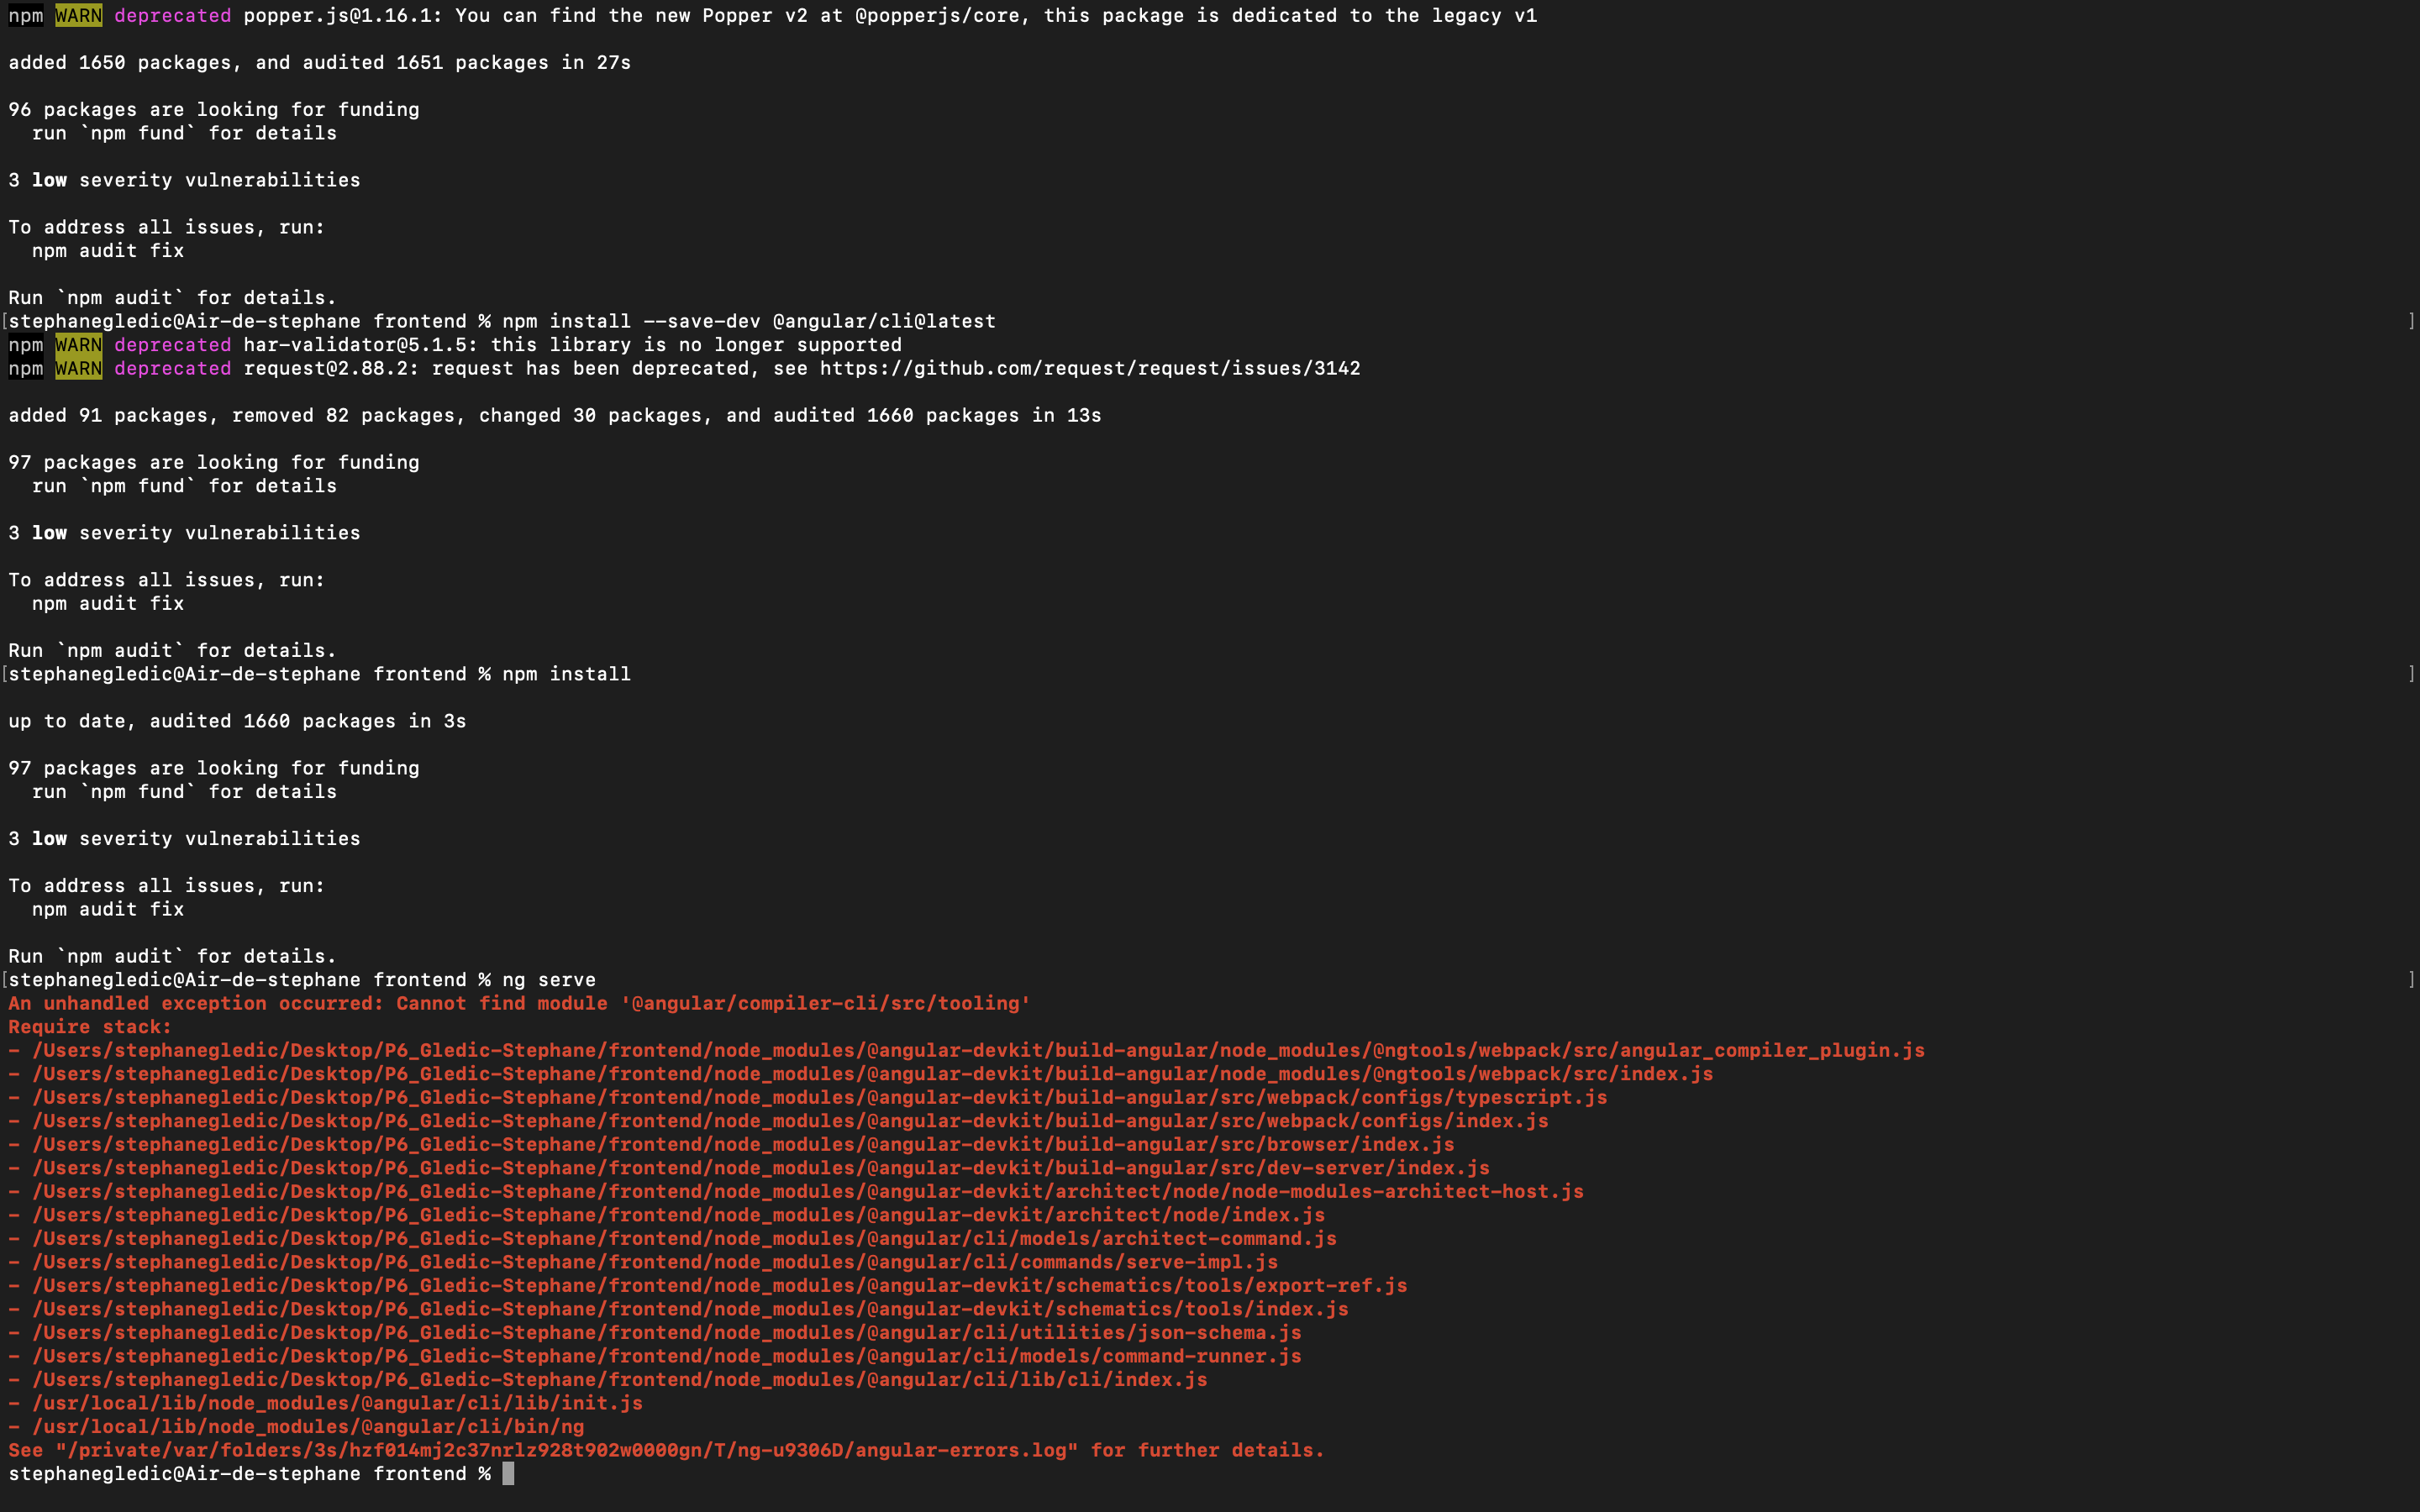 npm WARN deprecated popper.js@1.16.1: You can find the new Popper v2 at @popperjs/core, this package is dedicated to the legacy v1
added 1650 packages, and audited 1651 packages in 27s
96 packages are looking for funding
  run `npm fund` for details
3 low severity vulnerabilities
To address all issues, run:
  npm audit fix
Run `npm audit` for details.
[stephanegledic@Air-de-stephane frontend % npm install --save-dev @angular/cli@latest ]
npm WARN deprecated har-validator@5.1.5: this library is no longer supported
npm WARN deprecated request@2.88.2: request has been deprecated, see https://github.com/request/request/issues/3142
added 91 packages, removed 82 packages, changed 30 packages, and audited 1660 packages in 13s
97 packages are looking for funding
  run `npm fund` for details
3 low severity vulnerabilities
To address all issues, run:
  npm audit fix
Run `npm audit` for details.
[stephanegledic@Air-de-stephane frontend % npm install ]
up to date, audited 1660 packages in 3s
97 packages are looking for funding
  run `npm fund` for details
3 low severity vulnerabilities
To address all issues, run:
  npm audit fix
Run `npm audit` for details.
[stephanegledic@Air-de-stephane frontend % ng serve ]
An unhandled exception occurred: Cannot find module '@angular/compiler-cli/src/tooling'
Require stack:
- /Users/stephanegledic/Desktop/P6_Gledic-Stephane/frontend/node_modules/@angular-devkit/build-angular/node_modules/@ngtools/webpack/src/angular_compiler_plugin.js
- /Users/stephanegledic/Desktop/P6_Gledic-Stephane/frontend/node_modules/@angular-devkit/build-angular/node_modules/@ngtools/webpack/src/index.js
- /Users/stephanegledic/Desktop/P6_Gledic-Stephane/frontend/node_modules/@angular-devkit/build-angular/src/webpack/configs/typescript.js
- /Users/stephanegledic/Desktop/P6_Gledic-Stephane/frontend/node_modules/@angular-devkit/build-angular/src/webpack/configs/index.js
- /Users/stephanegledic/Desktop/P6_Gledic-Stephane/frontend/node_modules/@angular-devkit/build-angular/src/browser/index.js
- /Users/stephanegledic/Desktop/P6_Gledic-Stephane/frontend/node_modules/@angular-devkit/build-angular/src/dev-server/index.js
- /Users/stephanegledic/Desktop/P6_Gledic-Stephane/frontend/node_modules/@angular-devkit/architect/node/node-modules-architect-host.js
- /Users/stephanegledic/Desktop/P6_Gledic-Stephane/frontend/node_modules/@angular-devkit/architect/node/index.js
- /Users/stephanegledic/Desktop/P6_Gledic-Stephane/frontend/node_modules/@angular/cli/models/architect-command.js
- /Users/stephanegledic/Desktop/P6_Gledic-Stephane/frontend/node_modules/@angular/cli/commands/serve-impl.js
- /Users/stephanegledic/Desktop/P6_Gledic-Stephane/frontend/node_modules/@angular-devkit/schematics/tools/export-ref.js
- /Users/stephanegledic/Desktop/P6_Gledic-Stephane/frontend/node_modules/@angular-devkit/schematics/tools/index.js
- /Users/stephanegledic/Desktop/P6_Gledic-Stephane/frontend/node_modules/@angular/cli/utilities/json-schema.js
- /Users/stephanegledic/Desktop/P6_Gledic-Stephane/frontend/node_modules/@angular/cli/models/command-runner.js
- /Users/stephanegledic/Desktop/P6_Gledic-Stephane/frontend/node_modules/@angular/cli/lib/cli/index.js
- /usr/local/lib/node_modules/@angular/cli/lib/init.js
- /usr/local/lib/node_modules/@angular/cli/bin/ng
See "/private/var/folders/3s/hzf014mj2c37nrlz928t902w0000gn/T/ng-u9306D/angular-errors.log" for further details.
stephanegledic@Air-de-stephane frontend %